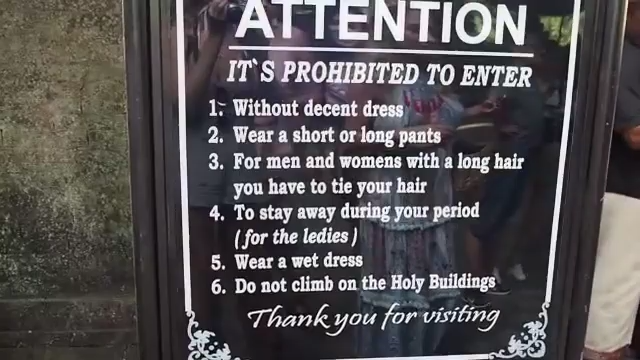 ATTENTION
IT`S PROHIBITED TO ENTER
1. Without decent dress
2. Wear a short or long pants
3. For men and womens with a long hair
you have to tie your hair
4. To stay away during your period
(for the ledies)
5. Wear a wet dress
6. Do not climb on the Holy Buildings
Thank you for visiting